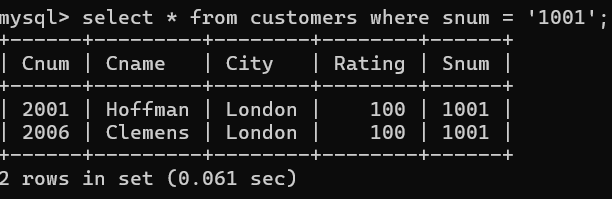 mysql> select * from customers where snum = '1001';
+------+---------+--------+--------+------+
| Cnum | Cname   | City   | Rating | Snum |
+------+---------+--------+--------+------+
| 2001 | Hoffman | London |    100 | 1001 |
| 2006 | Clemens | London |    100 | 1001 |
+------+---------+--------+--------+------+
2 rows in set (0.061 sec)